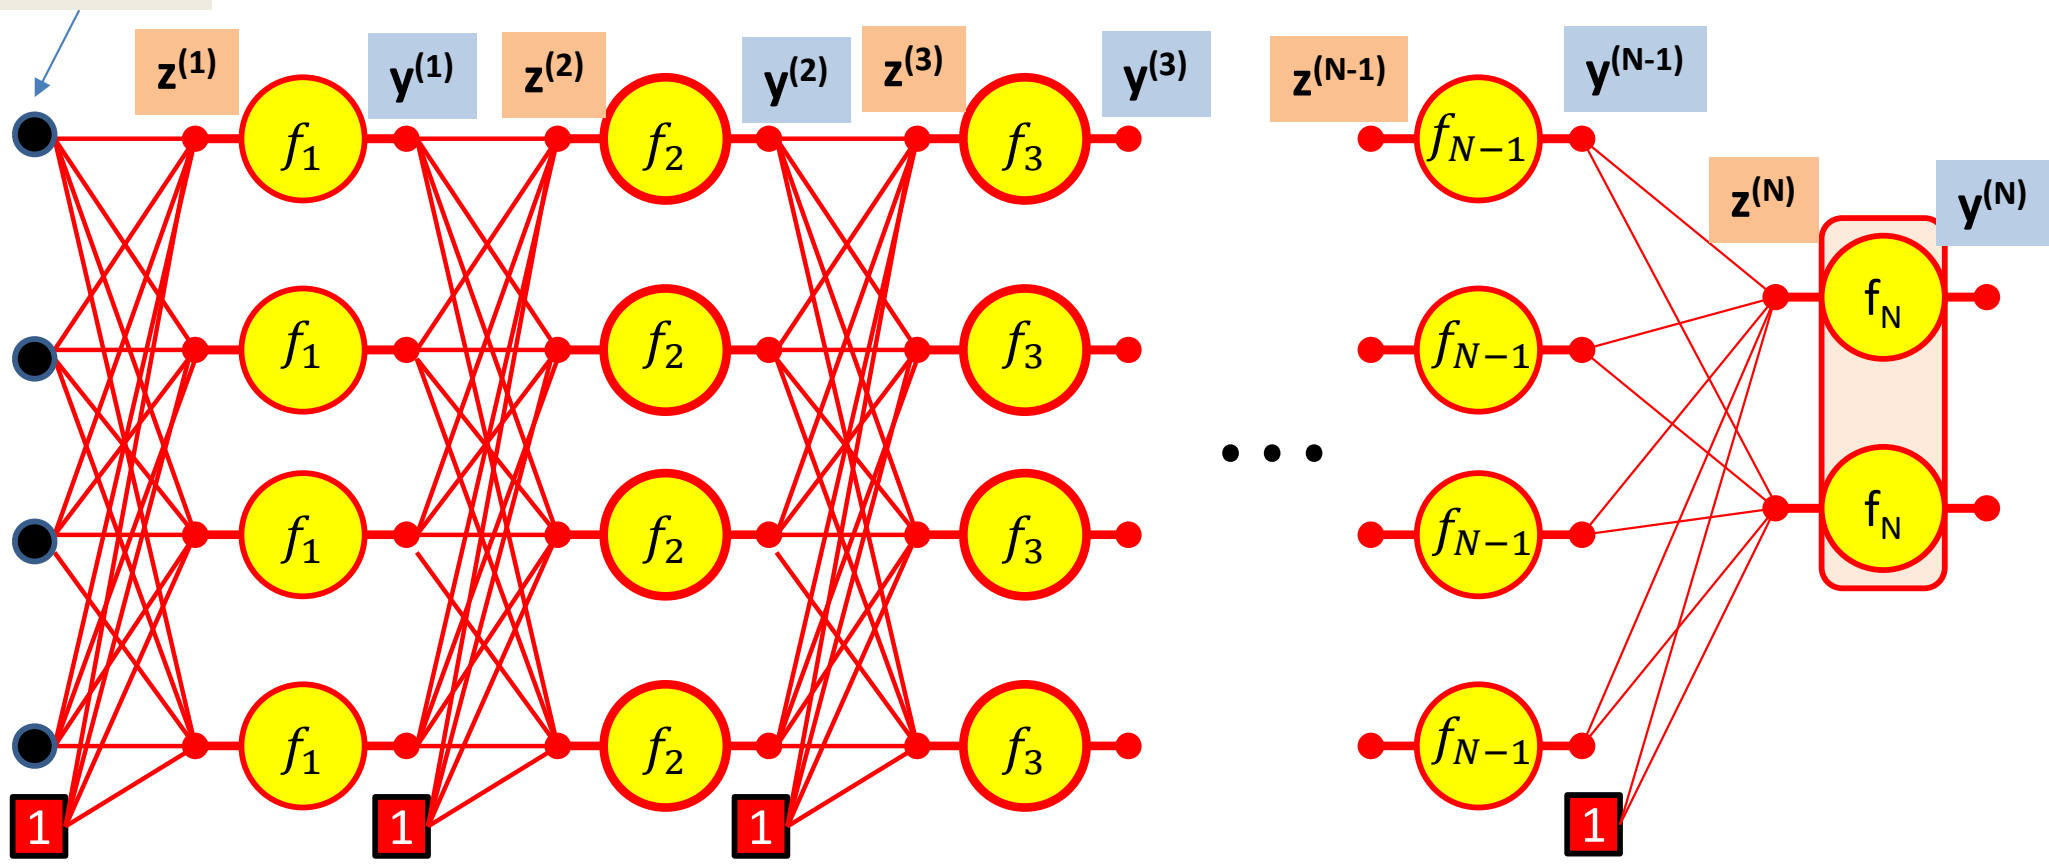 z(1) y(1) z(2) y(2) z(3) y(3) z(N-1) y(N-1)
f1 f2 f3 fN−1
z(N) y(N)
fN
f1 f2 f3 fN−1
f1 f2 f3 fN−1
fN
f1 f2 f3 fN−1
1 1 1 1